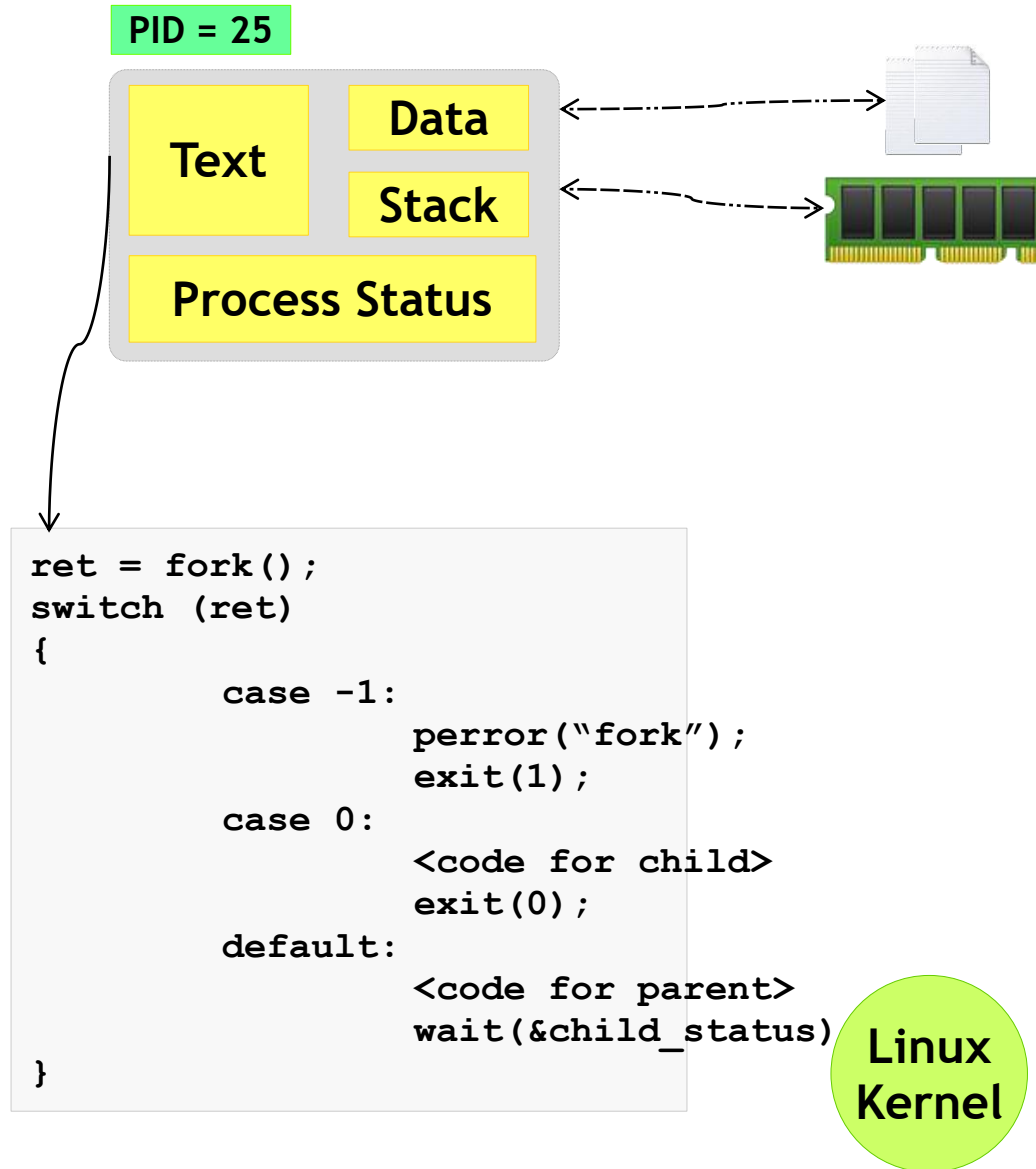 PID = 25
Text
Data
Stack
Process Status
ret = fork();
switch (ret)
{
case -1:
perror(“fork”);
exit(1);
case 0:
<code for child>
exit(0);
default:
<code for parent>
wait(&child_status)
}
Linux
Kernel